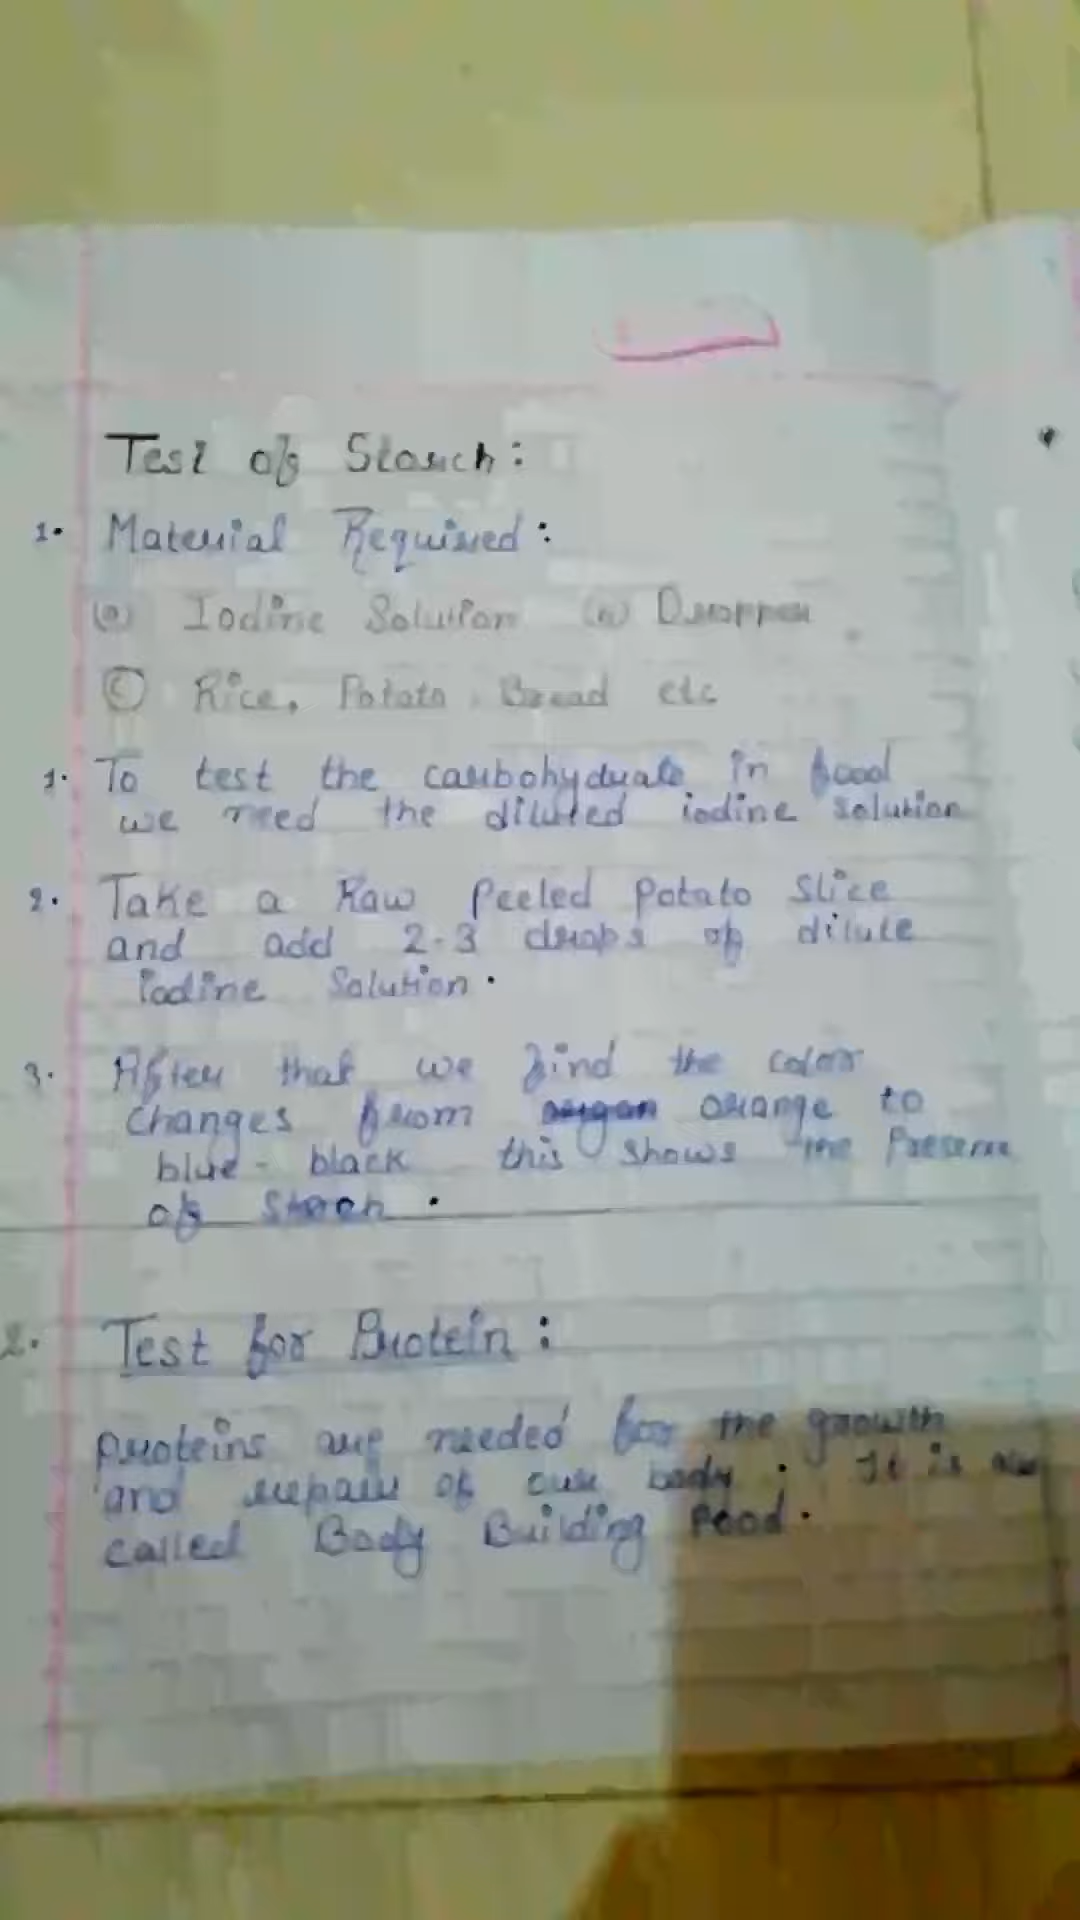 Test of Starch:
1. Material Required:
(a) Iodine Solution (b) Dropper
(c) Rice, Potato, Bread etc
1. To test the carbohydrate in food
we need the diluted iodine solution
2. Take a Raw Peeled Potato Slice
and add 2-3 drops of dilute
iodine Solution.
3. After that we find the color
changes from orange to
blue-black this shows the Presense
of Starch.
2. Test for Protein:
Proteins are needed for the growth
and repair of our body. It is also
called Body Building Food.